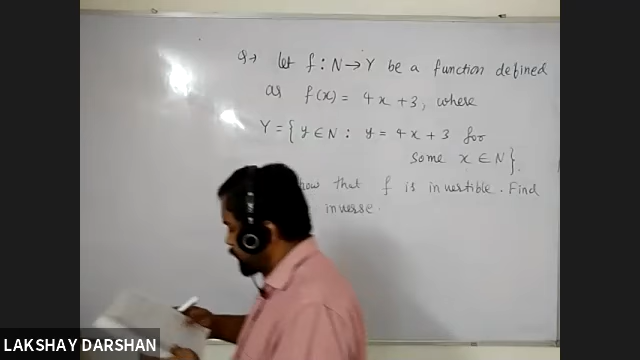 Q→ let f : N → Y be a function defined
as f(x) = 4x + 3, where
Y = { y ∈ N : y = 4x + 3 for
some x ∈ N }.
that f is invertible. Find
inverse.
LAKSHAY DARSHAN